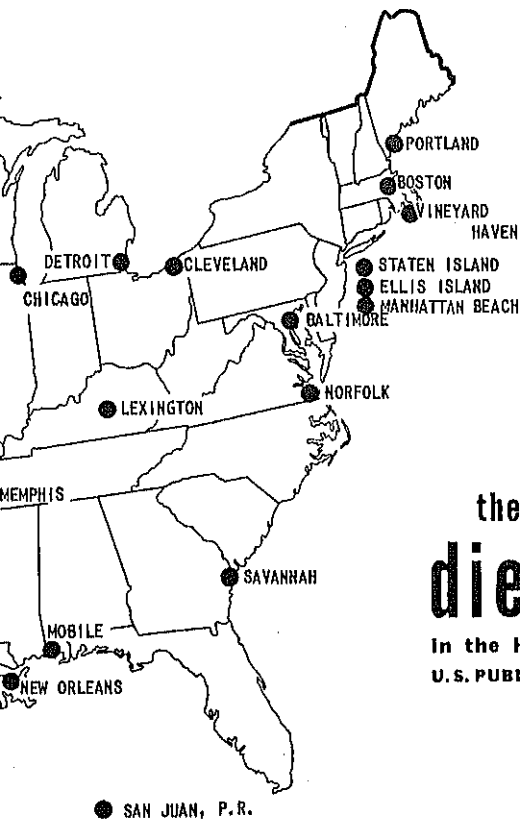 PORTLAND
BOSTON
VINEYARD
HAVEN
DETROIT
CLEVELAND
STATEN ISLAND
ELLIS ISLAND
MANHATTAN BEACH
CHICAGO
BALTIMORE
LEXINGTON
NORFOLK
MEMPHIS
the
die
SAVANNAH
in the H
MOBILE
U.S. PUB
NEW ORLEANS
SAN JUAN, P.R.